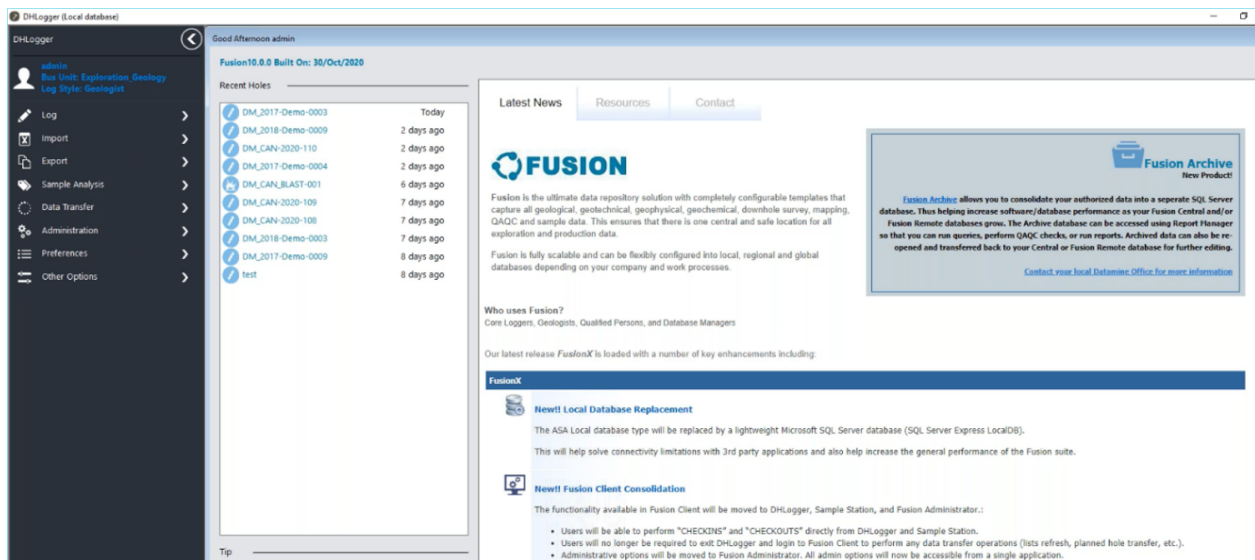 DHLogger (Local database)
DHLogger
Good Afternoon admin
admin
Bus Unit: Exploration_Geology
Log Style: Geologist
Log
Import
Export
Sample Analysis
Data Transfer
Administration
Preferences
Other Options
Fusion10.0.0 Built On: 30/Oct/2020
Recent Holes
DM_2017-Demo-0003 Today
DM_2018-Demo-0009 2 days ago
DM_CAN-2020-110 2 days ago
DM_2017-Demo-0004 2 days ago
DM_CAN_BLAST-001 6 days ago
DM_CAN-2020-109 7 days ago
DM_CAN-2020-108 7 days ago
DM_2018-Demo-0003 7 days ago
DM_2017-Demo-0009 8 days ago
test 8 days ago
Tip
Latest News Resources Contact
FUSION
Fusion is the ultimate data repository solution with completely configurable templates that
capture all geological, geotechnical, geophysical, geochemical, downhole survey, mapping,
QAQC and sample data. This ensures that there is one central and safe location for all
exploration and production data.
Fusion is fully scalable and can be flexibly configured into local, regional and global
databases depending on your company and work processes.
Fusion Archive
New Product!
Fusion Archive allows you to consolidate your authorized data into a seperate SQL Server
database. Thus helping increase software/database performance as your Fusion Central and/or
Fusion Remote databases grow. The Archive database can be accessed using Report Manager
so that you can run queries, perform QAQC checks, or run reports. Archived data can also be re-
opened and transferred back to your Central or Fusion Remote database for further editing.
Contact your local Datamine Office for more information
Who uses Fusion?
Core Loggers, Geologists, Qualified Persons, and Database Managers
Our latest release FusionX is loaded with a number of key enhancements including:
FusionX
New!! Local Database Replacement
The ASA Local database type will be replaced by a lightweight Microsoft SQL Server database (SQL Server Express LocalDB).
This will help solve connectivity limitations with 3rd party applications and also help increase the general performance of the Fusion suite.
New!! Fusion Client Consolidation
The functionality available in Fusion Client will be moved to DHLogger, Sample Station, and Fusion Administrator.:
• Users will be able to perform "CHECKINS" and "CHECKOUTS" directly from DHLogger and Sample Station.
• Users will no longer be required to exit DHLogger and login to Fusion Client to perform any data transfer operations (lists refresh, planned hole transfer, etc.).
• Administrative options will be moved to Fusion Administrator. All admin options will now be accessible from a single application.